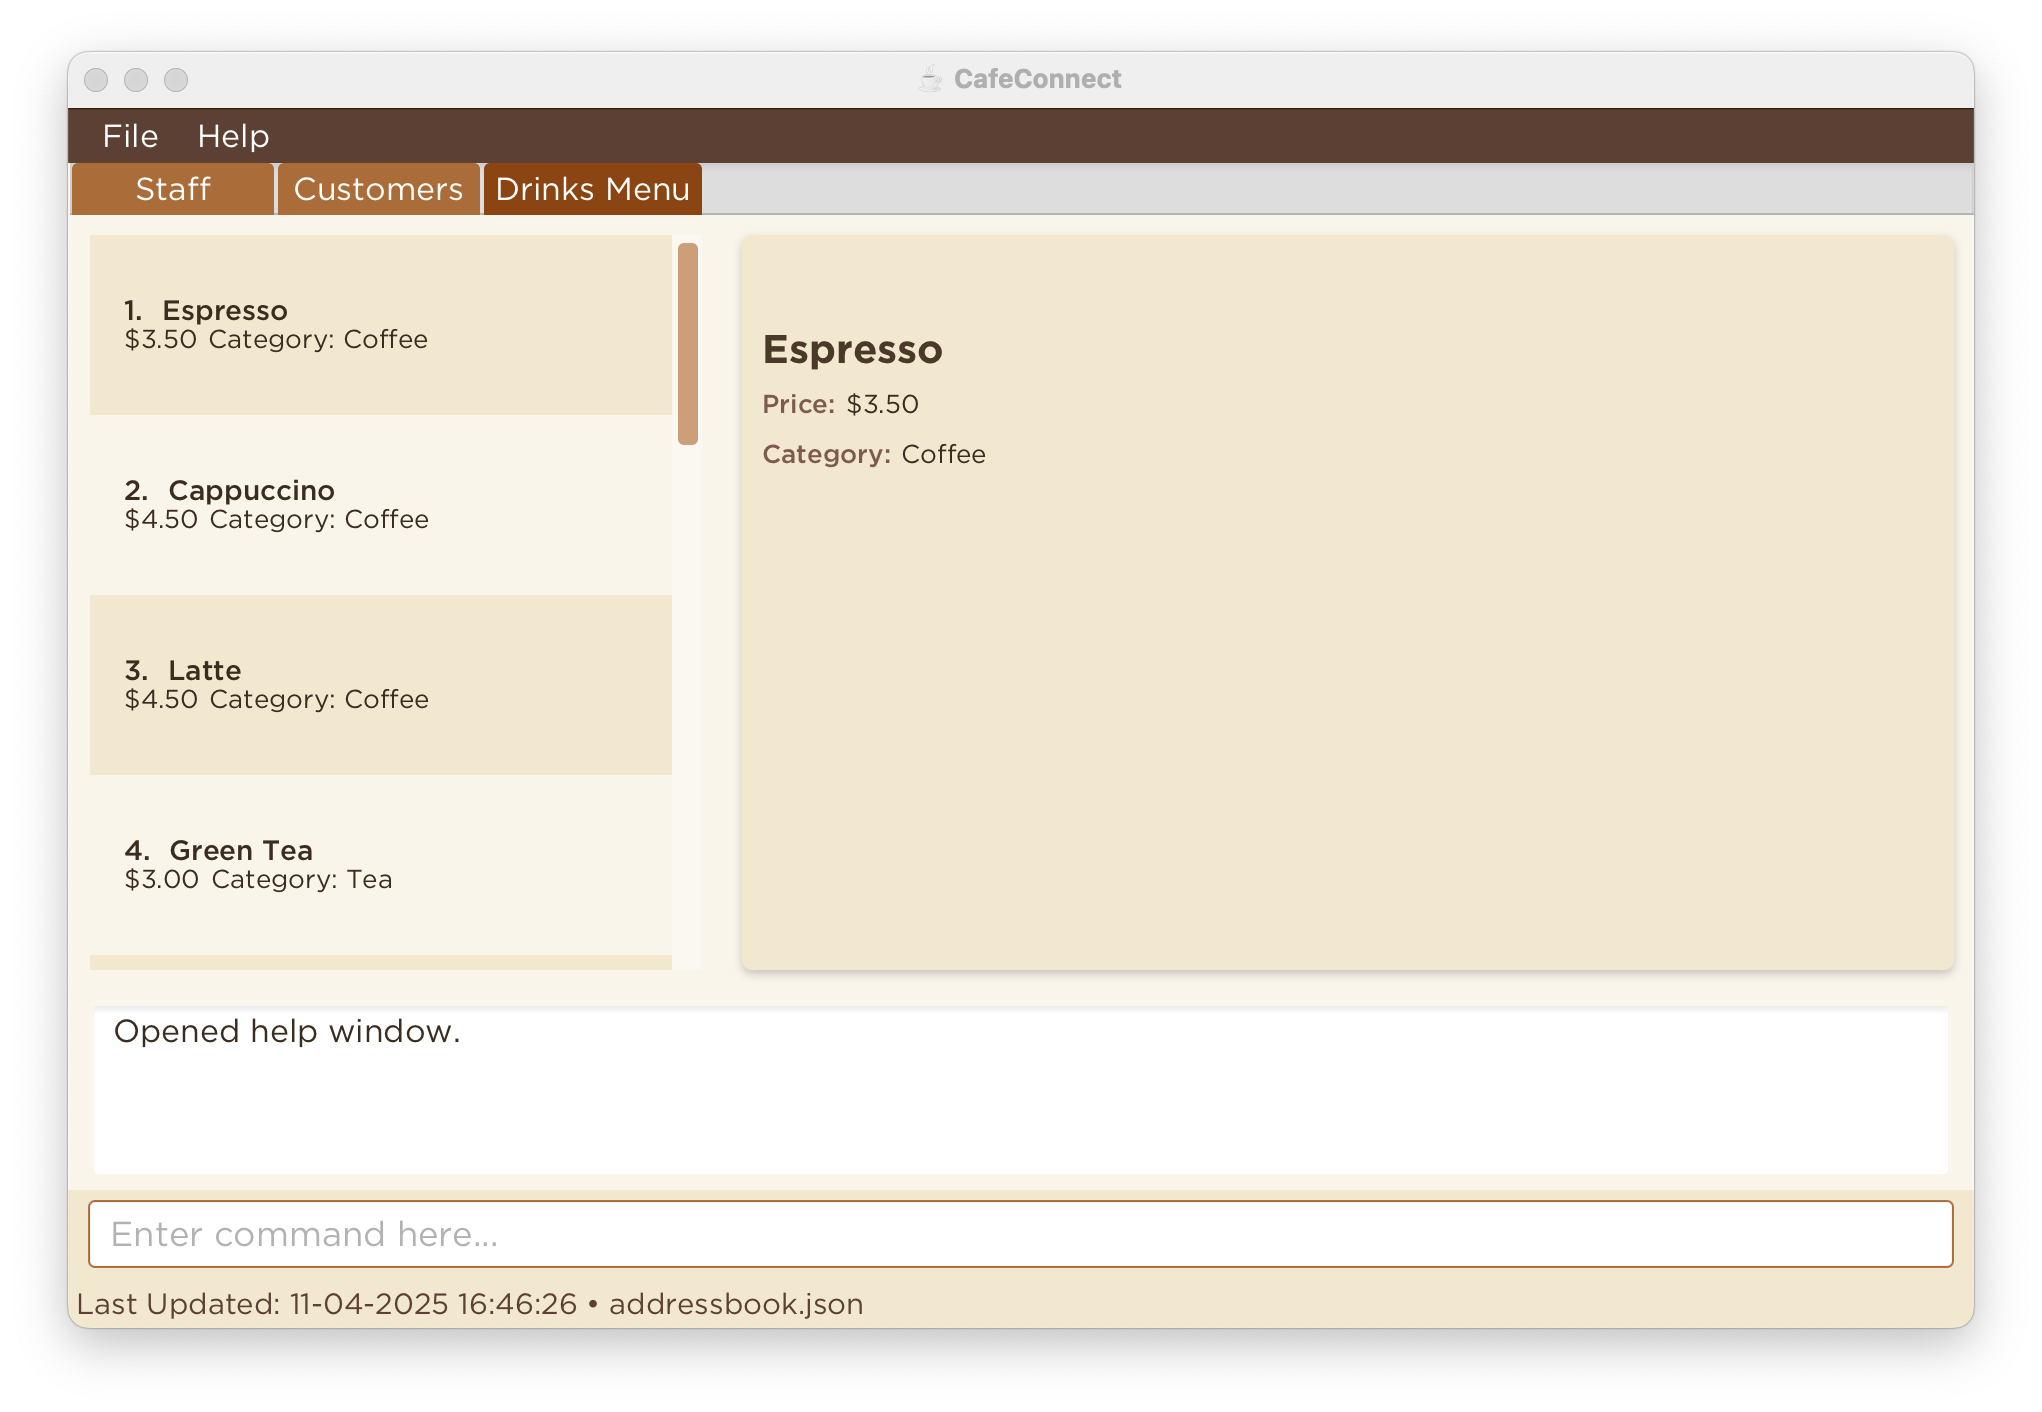 CafeConnect
File Help
Staff Customers Drinks Menu
1. Espresso
$3.50 Category: Coffee
2. Cappuccino
$4.50 Category: Coffee
3. Latte
$4.50 Category: Coffee
4. Green Tea
$3.00 Category: Tea
Espresso
Price: $3.50
Category: Coffee
Opened help window.
Enter command here...
Last Updated: 11-04-2025 16:46:26 • addressbook.json